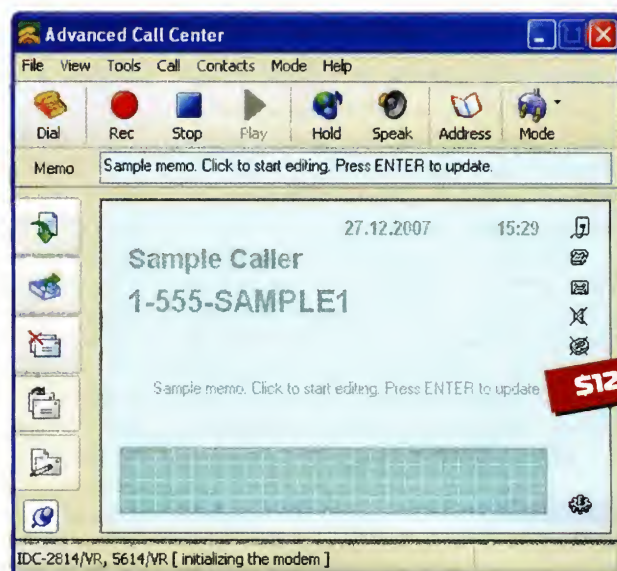 Advanced Call Center
File View Tools Call Contacts Mode Help
Dial Rec Stop Play Hold Speak Address Mode
Memo Sample memo. Click to start editing. Press ENTER to update.
27.12.2007 15:29
Sample Caller
1-555-SAMPLE1
Sample memo. Click to start editing. Press ENTER to update
$12
IDC-2814/VR, 5614/VR [ initializing the modem ]